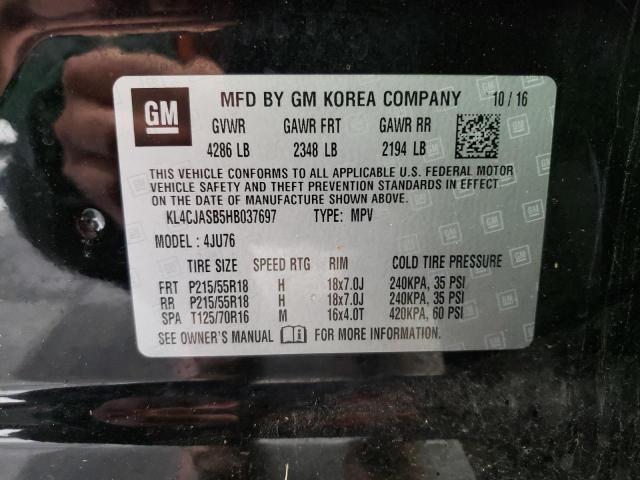 GM MFD BY GM KOREA COMPANY 10 / 16
GVWR GAWR FRT GAWR RR
4286 LB 2348 LB 2194 LB
THIS VEHICLE CONFORMS TO ALL APPLICABLE U.S. FEDERAL MOTOR
VEHICLE SAFETY AND THEFT PREVENTION STANDARDS IN EFFECT
ON THE DATE OF MANUFACTURE SHOWN ABOVE.
KL4CJASB5HB037697 TYPE: MPV
MODEL: 4JU76
TIRE SIZE SPEED RTG RIM COLD TIRE PRESSURE
FRT P215/55R18 H 18x7.0J 240KPA, 35 PSI
RR P215/55R18 H 18x7.0J 240KPA, 35 PSI
SPA T125/70R16 M 16x4.0T 420KPA, 60 PSI
SEE OWNER'S MANUAL FOR MORE INFORMATION.